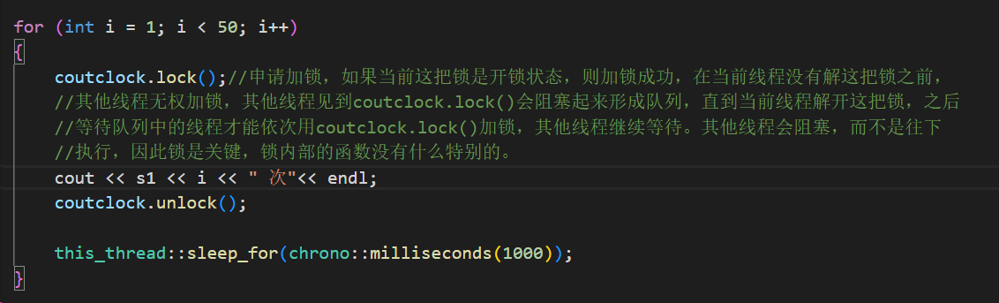 for (int i = 1; i < 50; i++)
{
coutclock.lock();//申请加锁，如果当前这把锁是开锁状态，则加锁成功，在当前线程没有解这把锁之前，
//其他线程无权加锁，其他线程见到coutclock.lock()会阻塞起来形成队列，直到当前线程解开这把锁，之后
//等待队列中的线程才能依次用coutclock.lock()加锁，其他线程继续等待。其他线程会阻塞，而不是往下
//执行，因此锁是关键，锁内部的函数没有什么特别的。
cout << s1 << i << " 次"<< endl;
coutclock.unlock();
this_thread::sleep_for(chrono::milliseconds(1000));
}